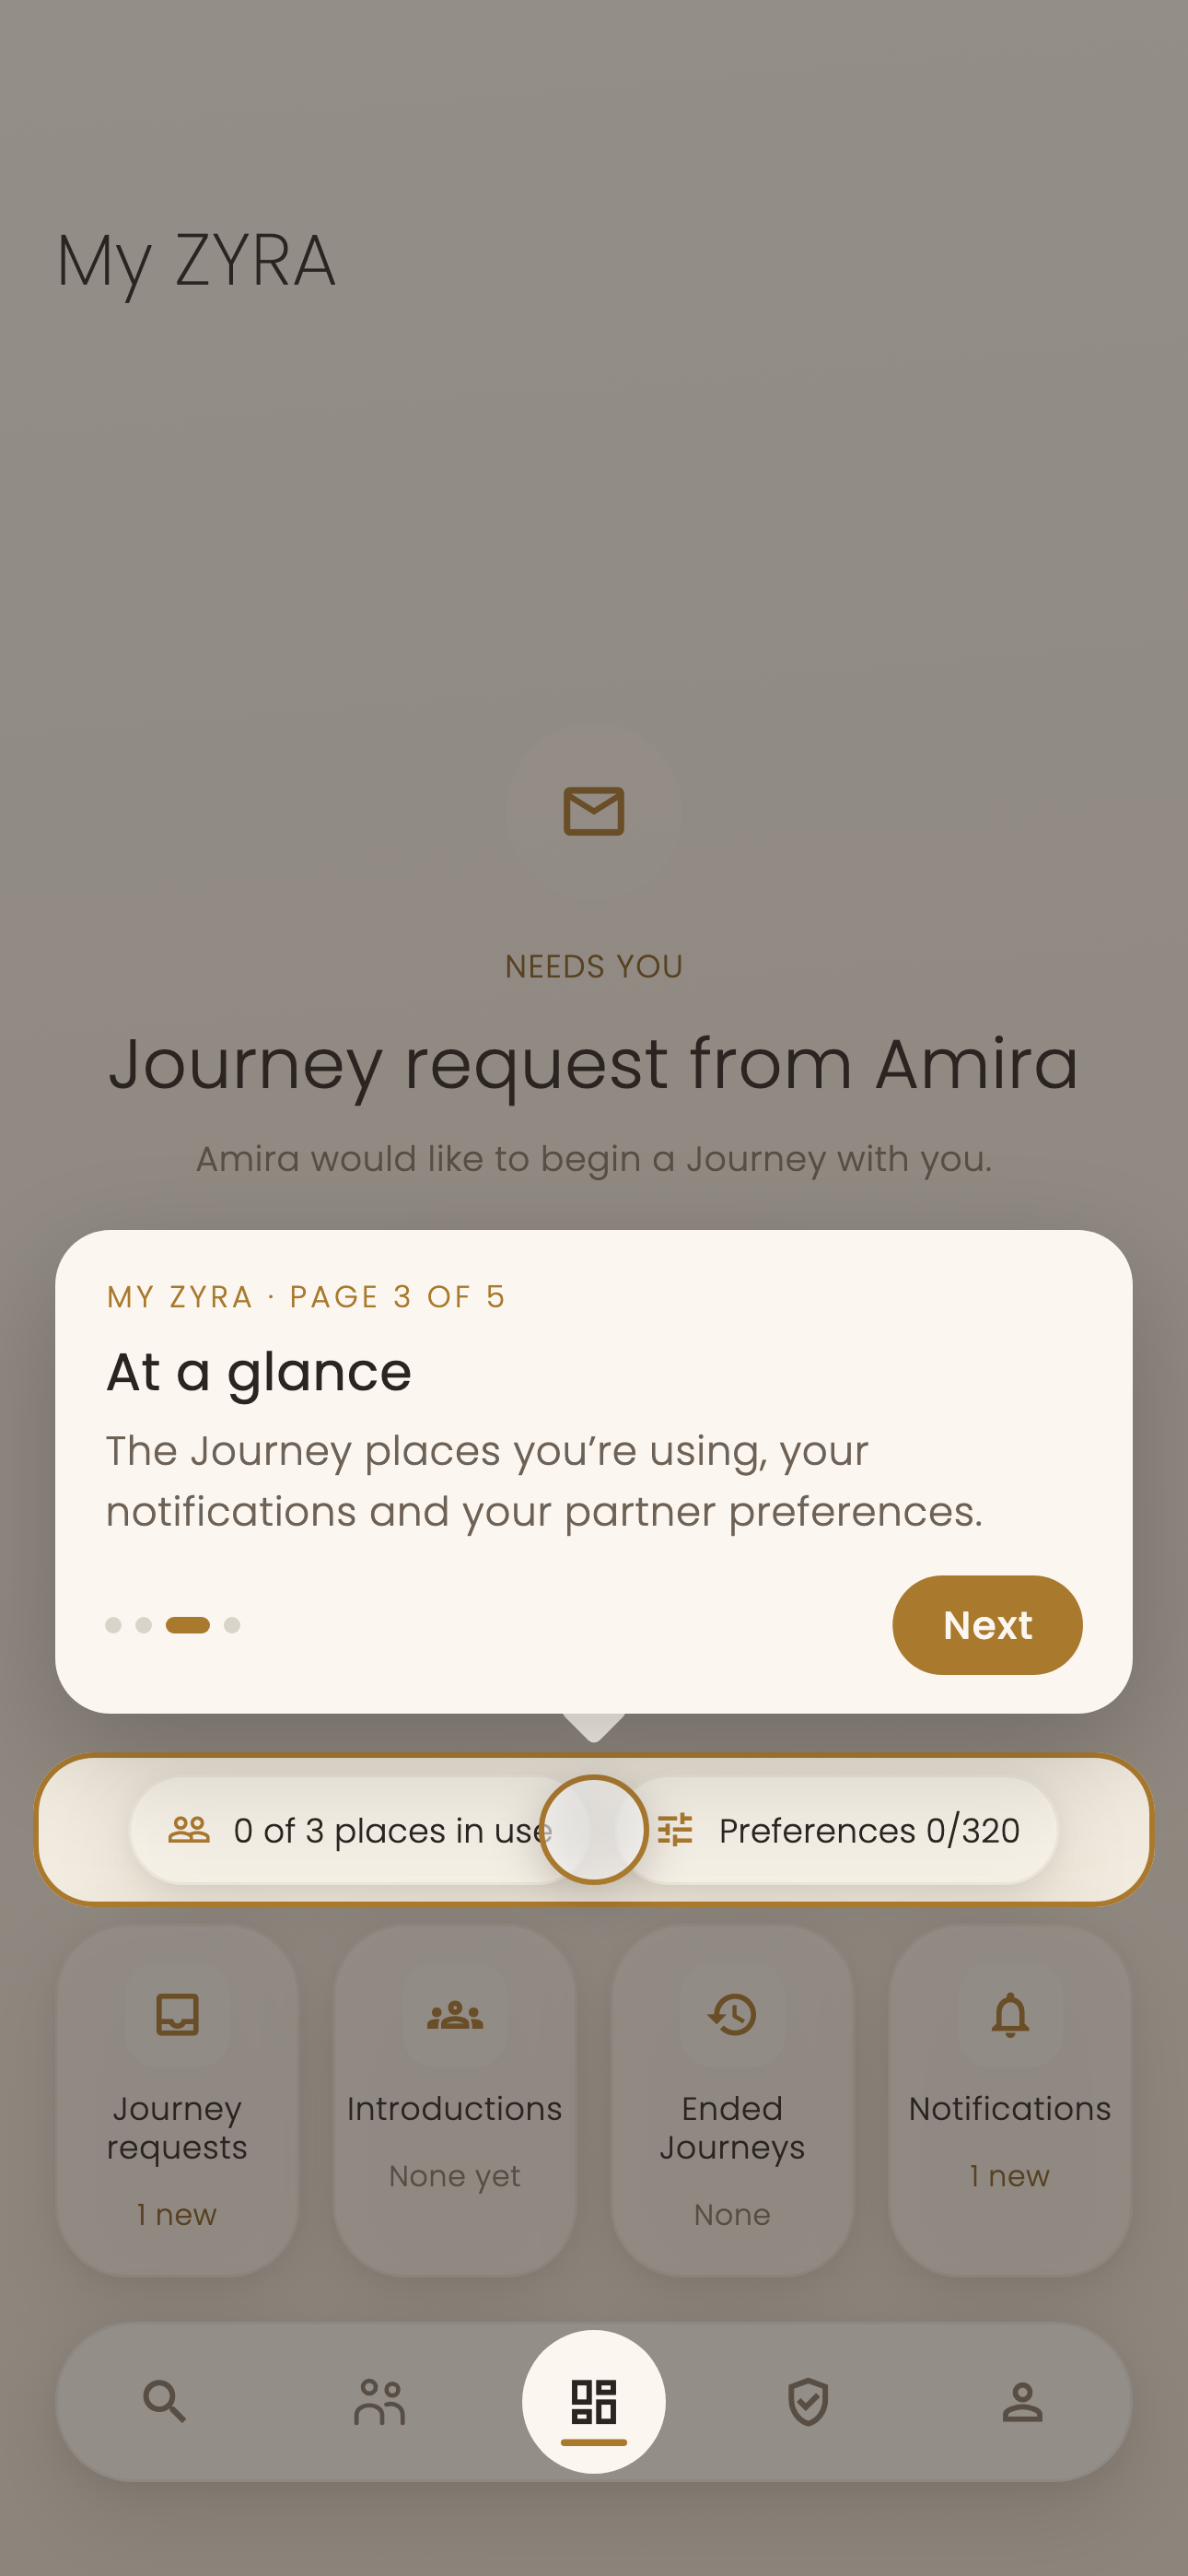 My ZYRA
NEEDS YOU
Journey request from Amira
Amira would like to begin a Journey with you.
MY ZYRA · PAGE 3 OF 5
At a glance
The Journey places you’re using, your
notifications and your partner preferences.
Next
0 of 3 places in use
Preferences 0/320
Journey
requests
1 new
Introductions
None yet
Ended
Journeys
None
Notifications
1 new